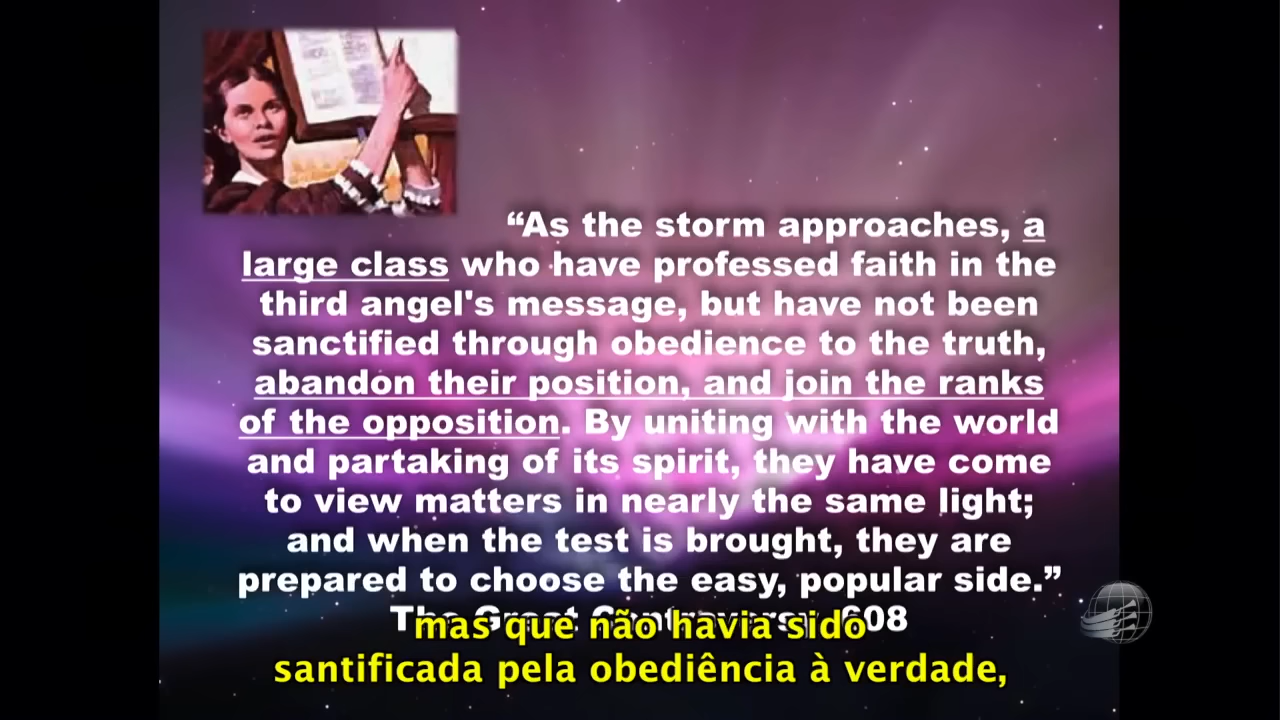 “As the storm approaches, a
large class who have professed faith in the
third angel's message, but have not been
sanctified through obedience to the truth,
abandon their position, and join the ranks
of the opposition. By uniting with the world
and partaking of its spirit, they have come
to view matters in nearly the same light;
and when the test is brought, they are
prepared to choose the easy, popular side.”
The Great Controversy, 608
mas que não havia sido
santificada pela obediência à verdade,